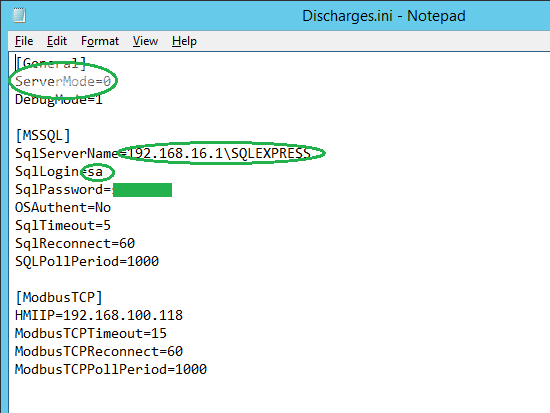 Discharges.ini - Notepad
File Edit Format View Help
[General]
ServerMode=0
DebugMode=1
[MSSQL]
SqlServerName=192.168.16.1\SQLEXPRESS
SqlLogin=sa
SqlPassword=
OSAuthent=No
SqlTimeout=5
SqlReconnect=60
SQLPollPeriod=1000
[ModbusTCP]
HMIIP=192.168.100.118
ModbusTCPTimeout=15
ModbusTCPReconnect=60
ModbusTCPPollPeriod=1000